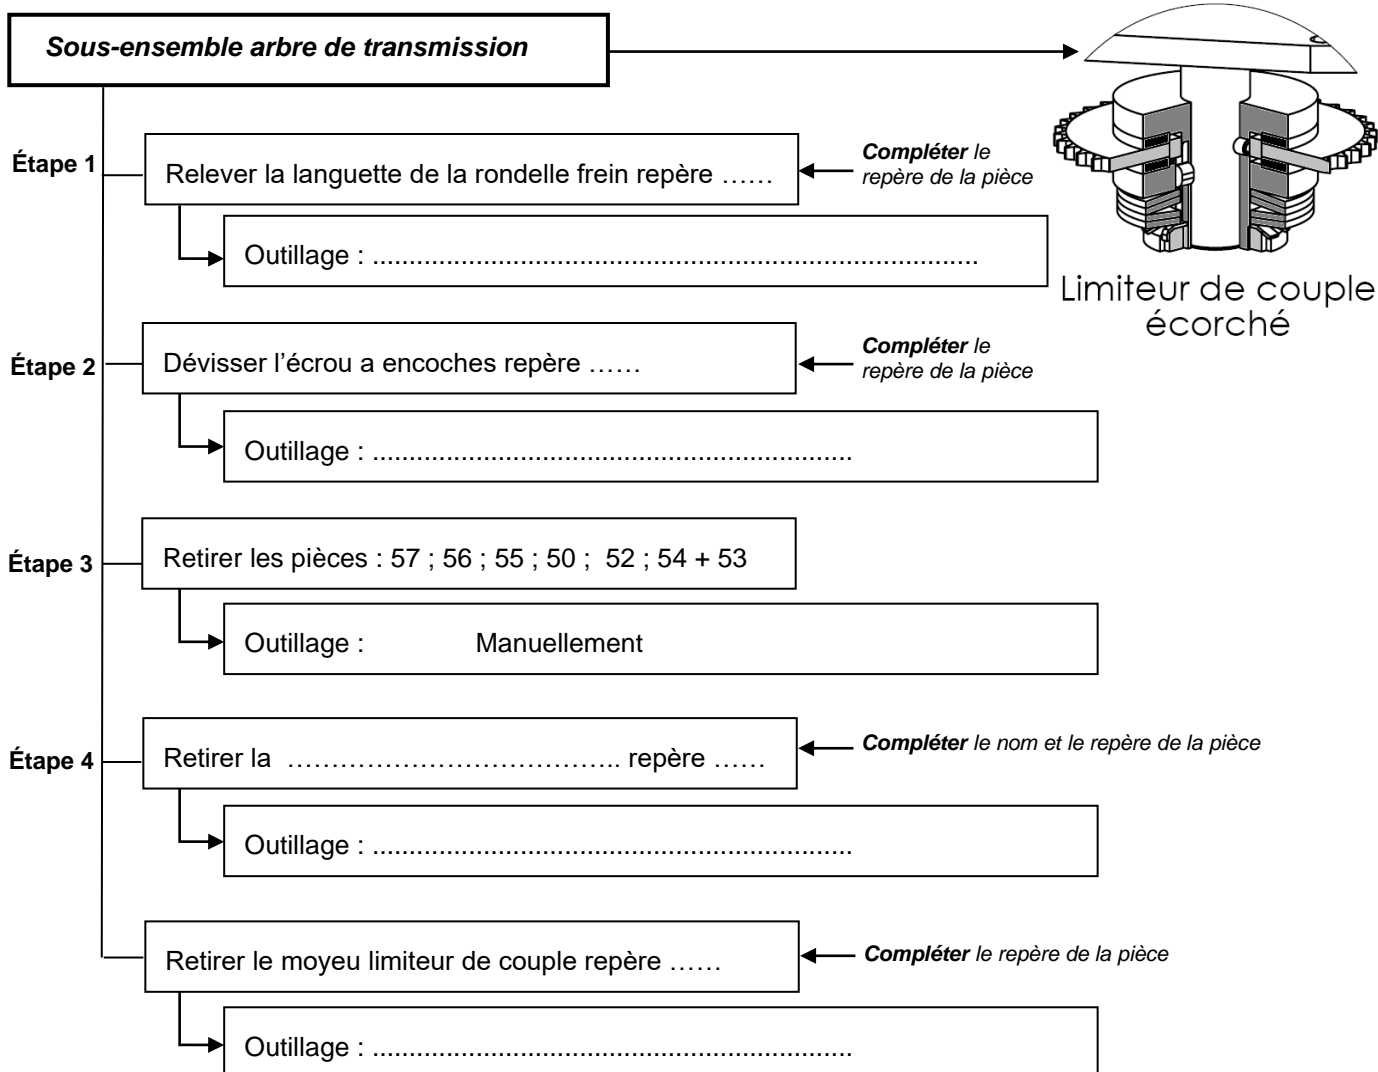 Sous-ensemble arbre de transmission
Étape 1
Relever la languette de la rondelle frein repère ……
Compléter le
repère de la pièce
Outillage : ...................................................................................
Limiteur de couple
écorché
Étape 2
Dévisser l’écrou a encoches repère ……
Compléter le
repère de la pièce
Outillage : ..................................................................
Étape 3
Retirer les pièces : 57 ; 56 ; 55 ; 50 ; 52 ; 54 + 53
Outillage : Manuellement
Étape 4
Retirer la ………………………………….. repère ……
Compléter le nom et le repère de la pièce
Outillage : ..................................................................
Retirer le moyeu limiteur de couple repère ……
Compléter le repère de la pièce
Outillage : ..................................................................